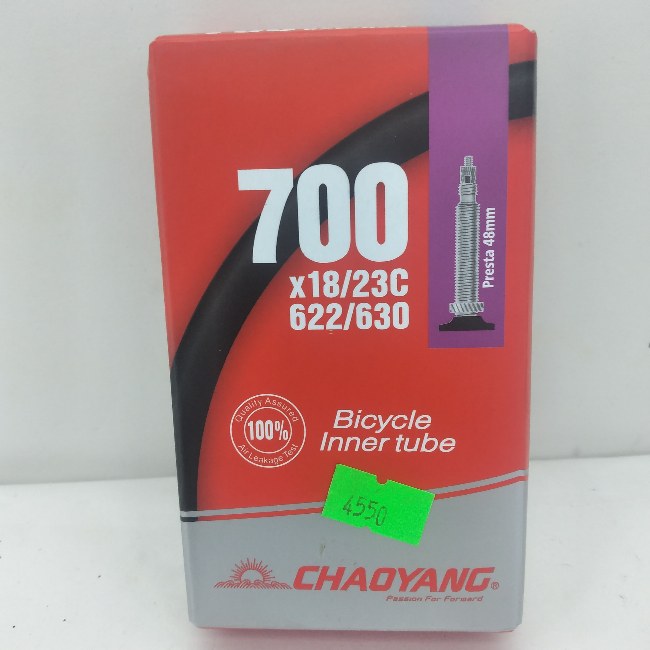 700
x18/23C
622/630
Presta 48mm
Quality Assured
100%
Air Leakage Test
Bicycle
Inner tube
4550
CHAOYANG®
Passion For Forward